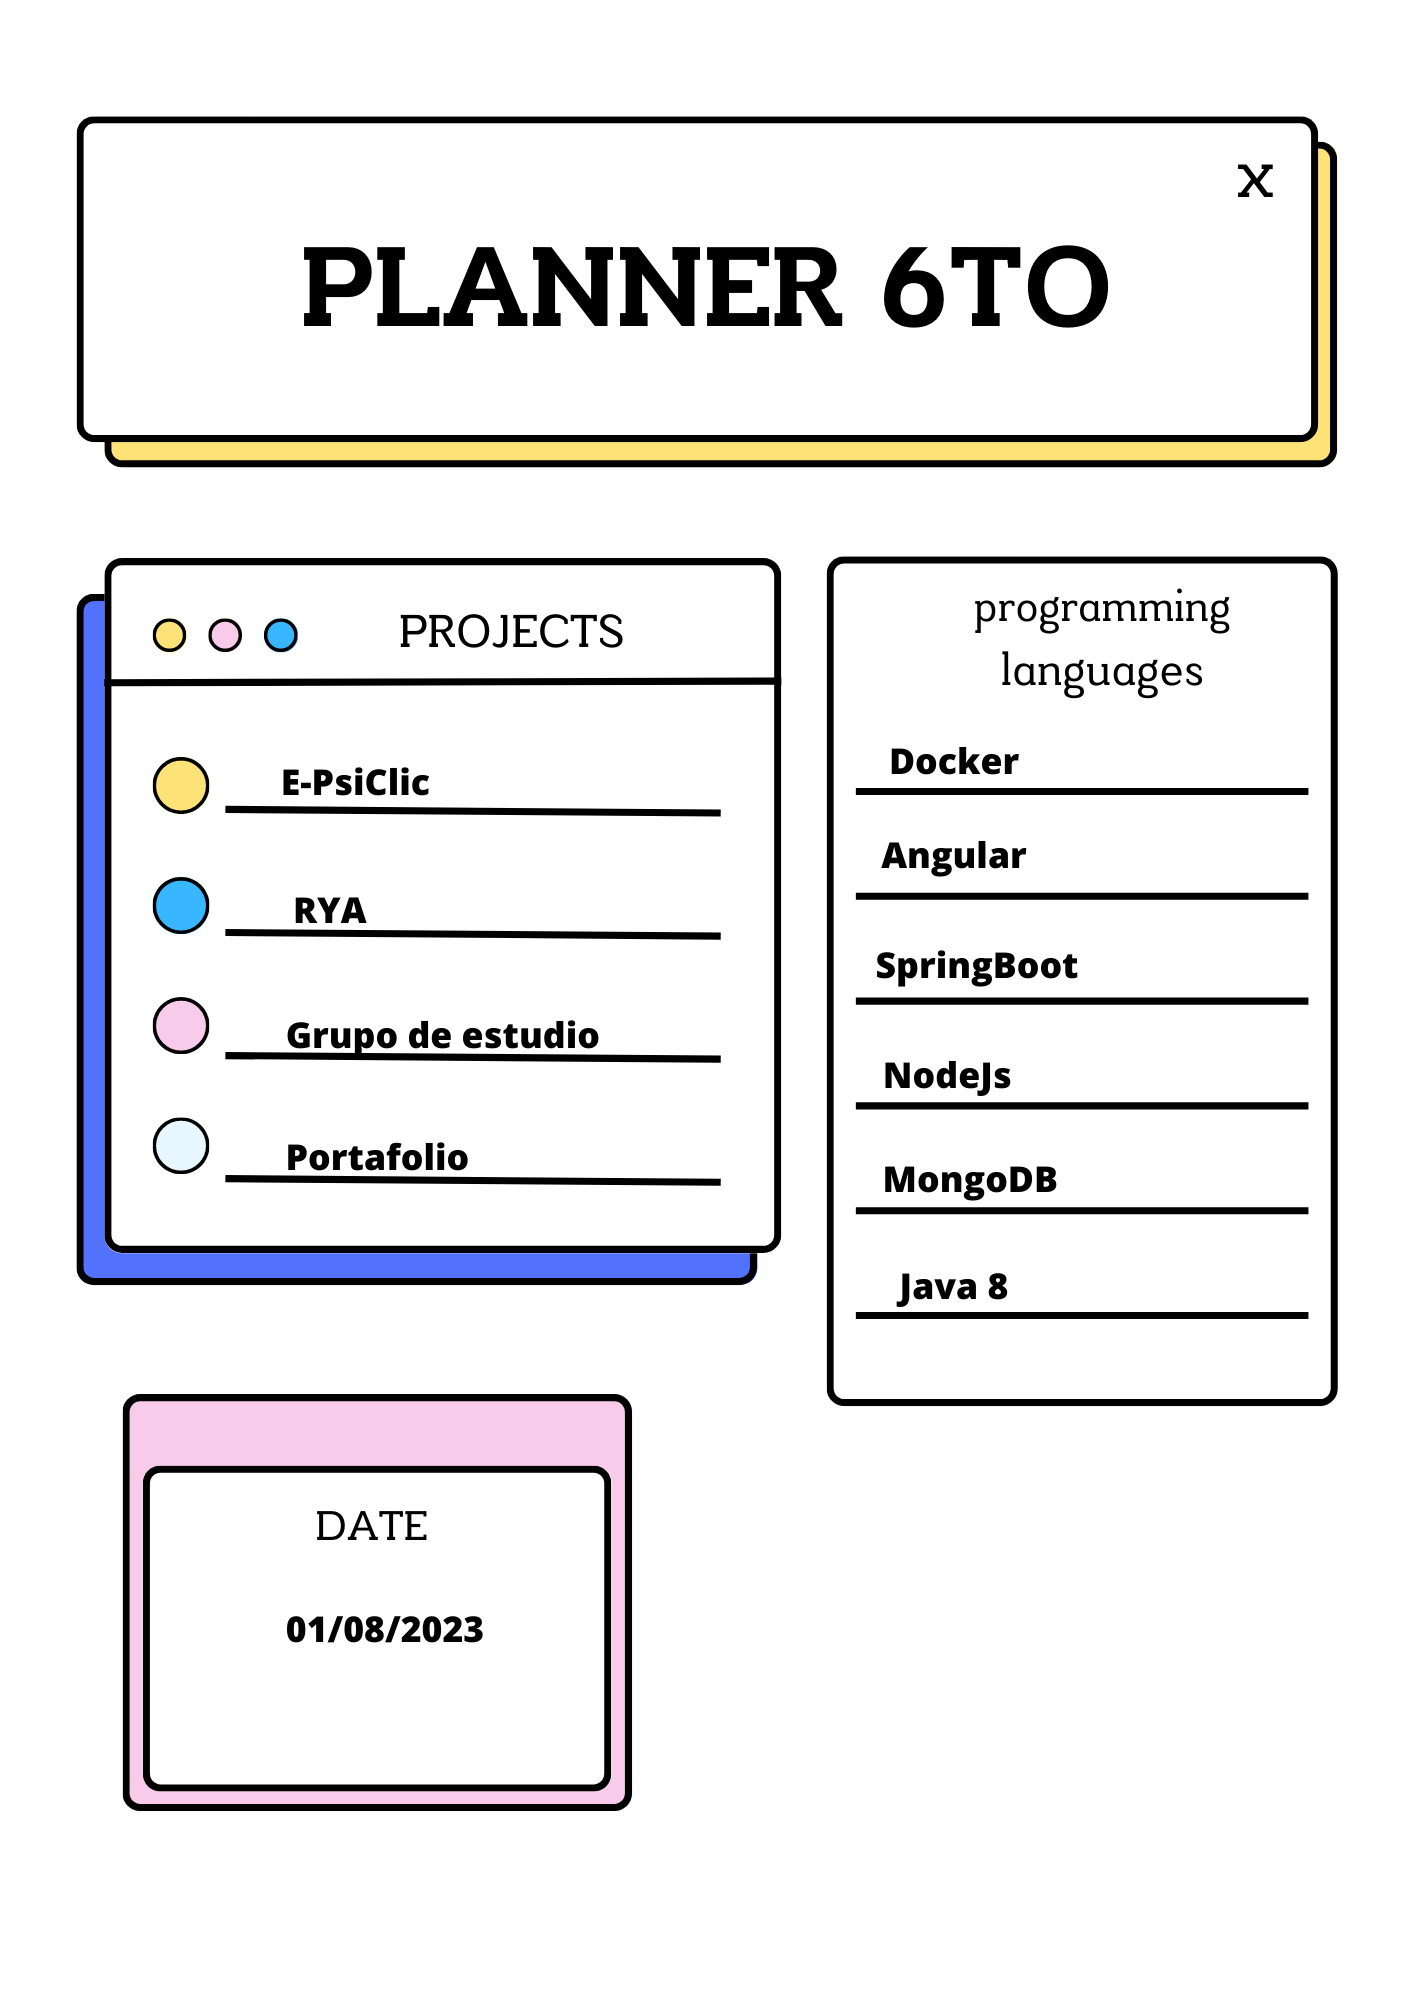 x
PLANNER 6TO
PROJECTS
E-PsiClic
RYA
Grupo de estudio
Portafolio
programming
languages
Docker
Angular
SpringBoot
NodeJs
MongoDB
Java 8
DATE
01/08/2023